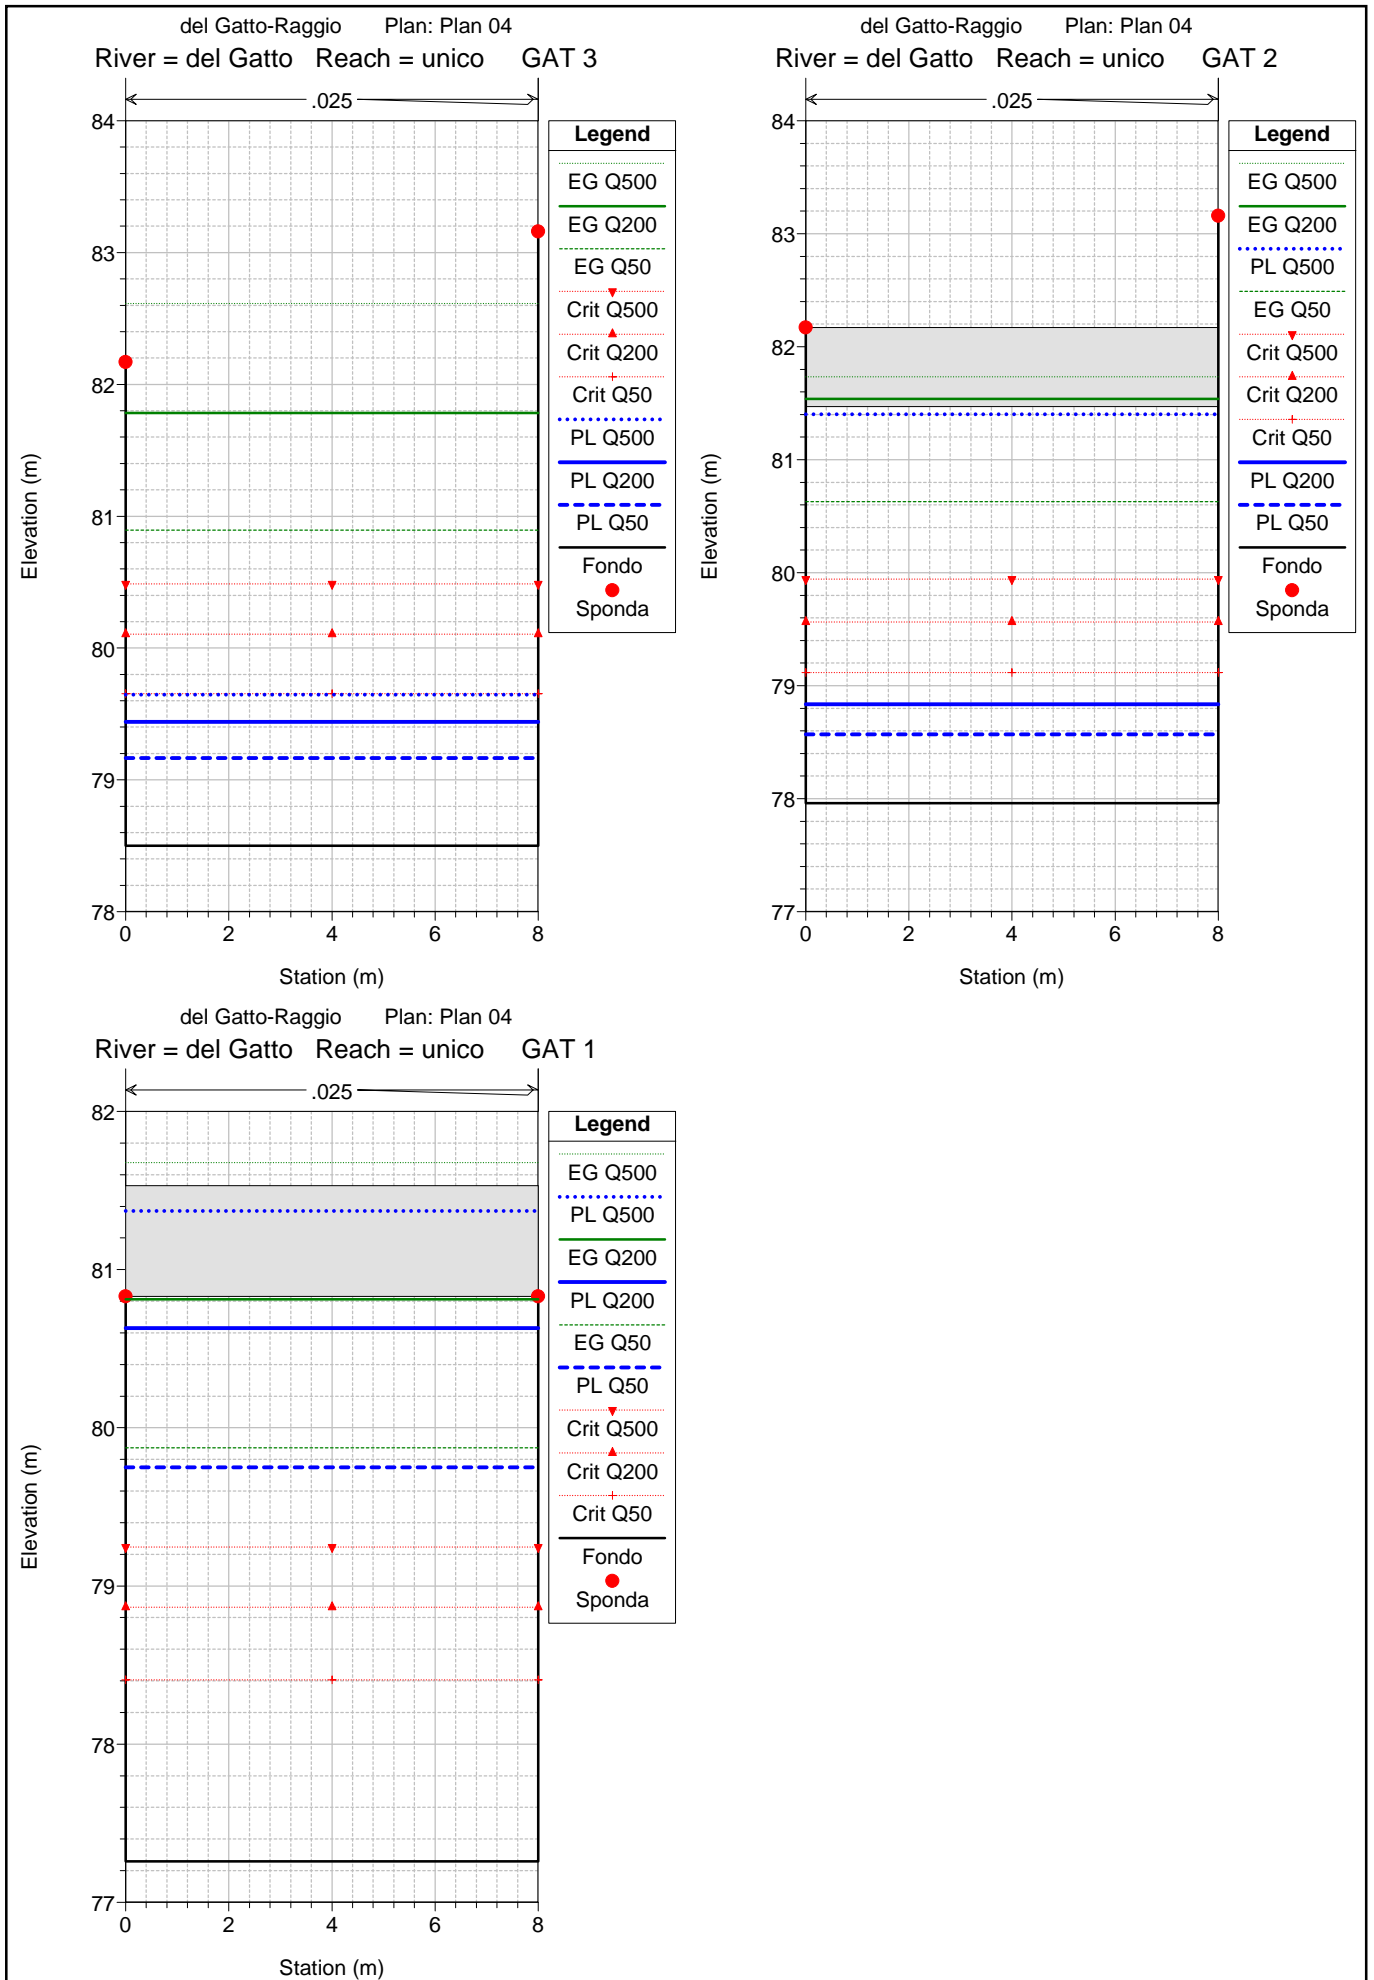 del Gatto-Raggio Plan: Plan 04
River = del Gatto Reach = unico GAT 3
.025
84
83
82
81
80
79
78
Elevation (m)
0 2 4 6 8
Station (m)
Legend
EG Q500
EG Q200
EG Q50
Crit Q500
Crit Q200
Crit Q50
PL Q500
PL Q200
PL Q50
Fondo
Sponda
del Gatto-Raggio Plan: Plan 04
River = del Gatto Reach = unico GAT 2
.025
84
83
82
81
80
79
78
77
Elevation (m)
0 2 4 6 8
Station (m)
Legend
EG Q500
EG Q200
PL Q500
EG Q50
Crit Q500
Crit Q200
Crit Q50
PL Q200
PL Q50
Fondo
Sponda
del Gatto-Raggio Plan: Plan 04
River = del Gatto Reach = unico GAT 1
.025
82
81
80
79
78
77
Elevation (m)
0 2 4 6 8
Station (m)
Legend
EG Q500
PL Q500
EG Q200
PL Q200
EG Q50
PL Q50
Crit Q500
Crit Q200
Crit Q50
Fondo
Sponda